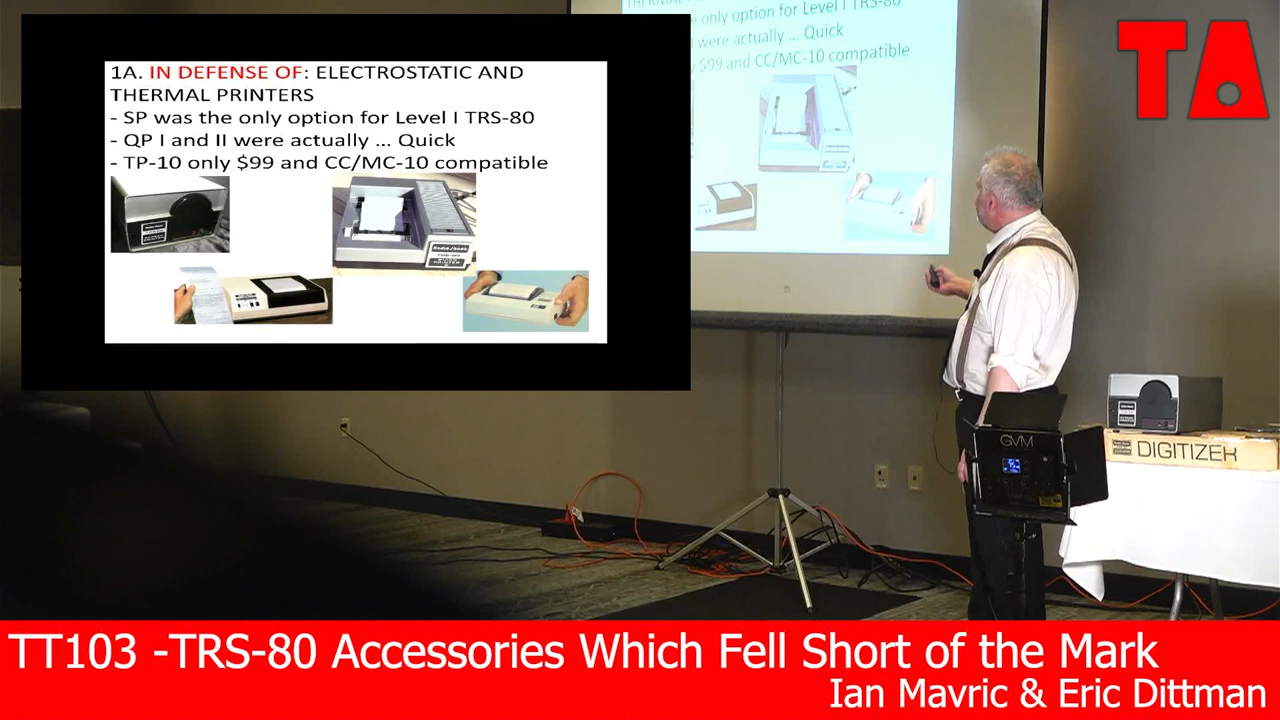 1A. IN DEFENSE OF: ELECTROSTATIC AND
THERMAL PRINTERS
- SP was the only option for Level I TRS-80
- QP I and II were actually ... Quick
- TP-10 only $99 and CC/MC-10 compatible
only option for Level I TRS-80
were actually ... Quick
$99 and CC/MC-10 compatible
TA
GVM
DIGITIZER
TT103 -TRS-80 Accessories Which Fell Short of the Mark
Ian Mavric & Eric Dittman